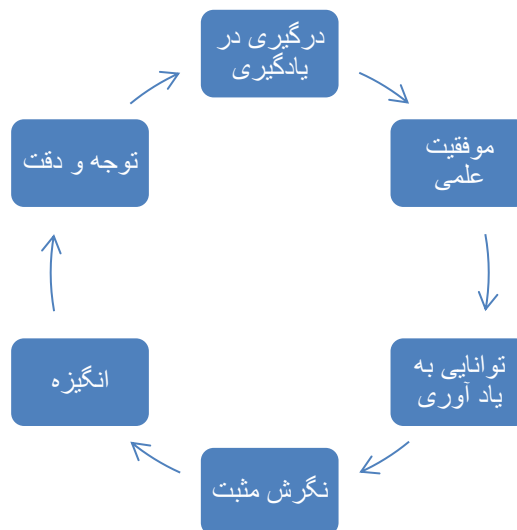 درگیری در
یادگیری
موفقیت
علمی
توانایی به
یاد آوری
نگرش مثبت
انگیزه
توجه و دقت